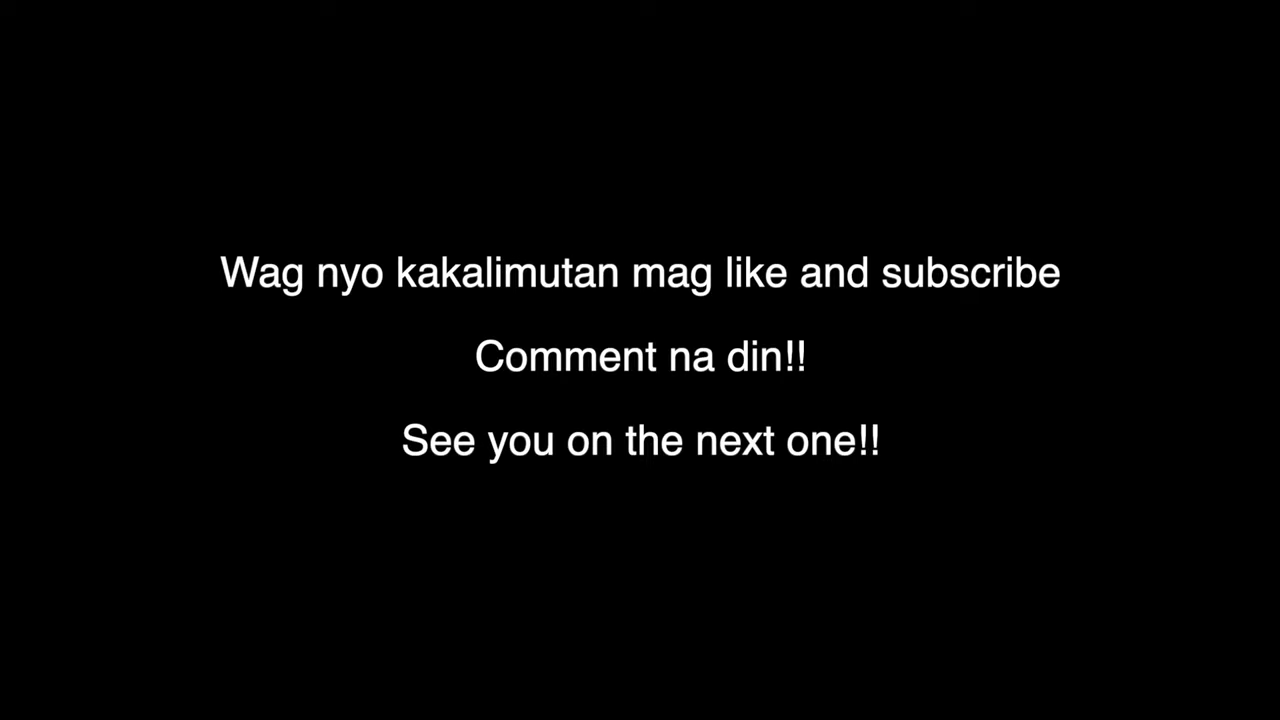 Wag nyo kakalimutan mag like and subscribe
Comment na din!!
See you on the next one!!